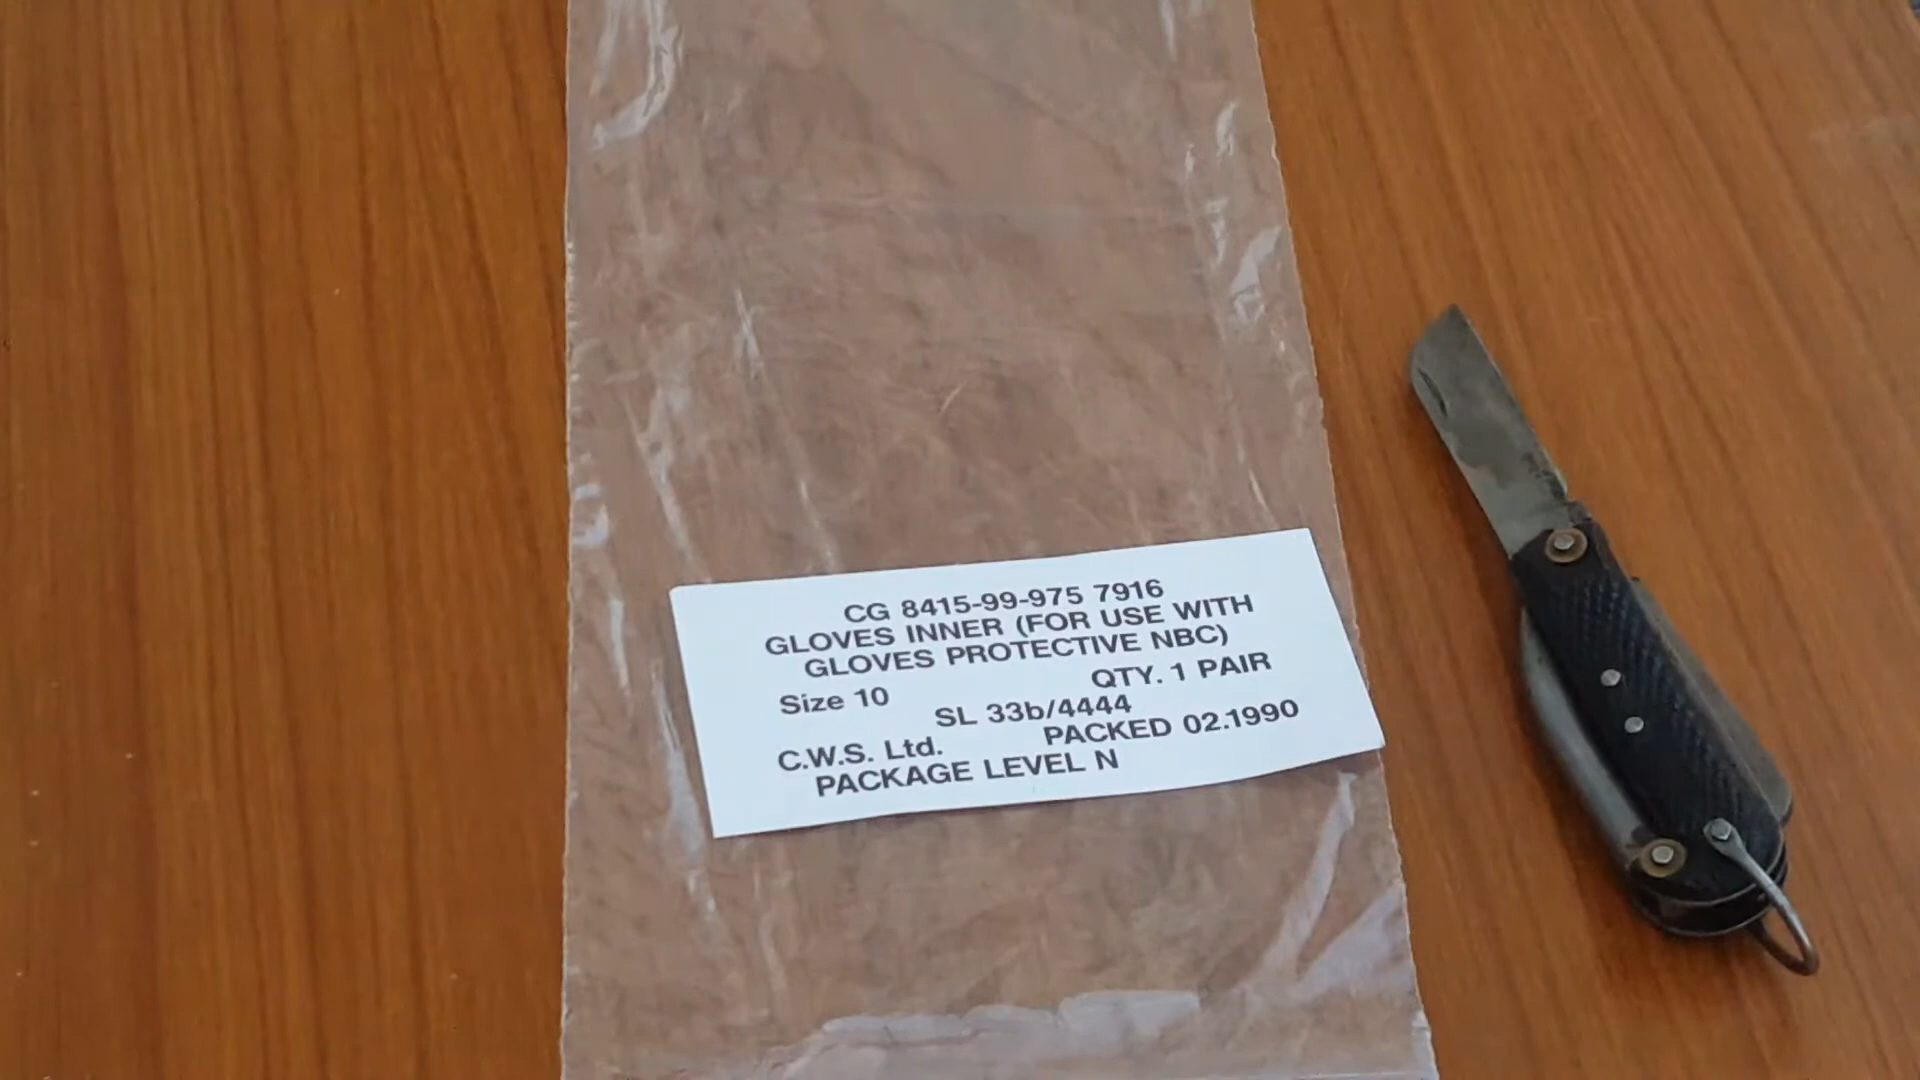 CG 8415-99-975 7916
GLOVES INNER (FOR USE WITH
GLOVES PROTECTIVE NBC)
Size 10 QTY. 1 PAIR
SL 33b/4444
C.W.S. Ltd. PACKED 02.1990
PACKAGE LEVEL N